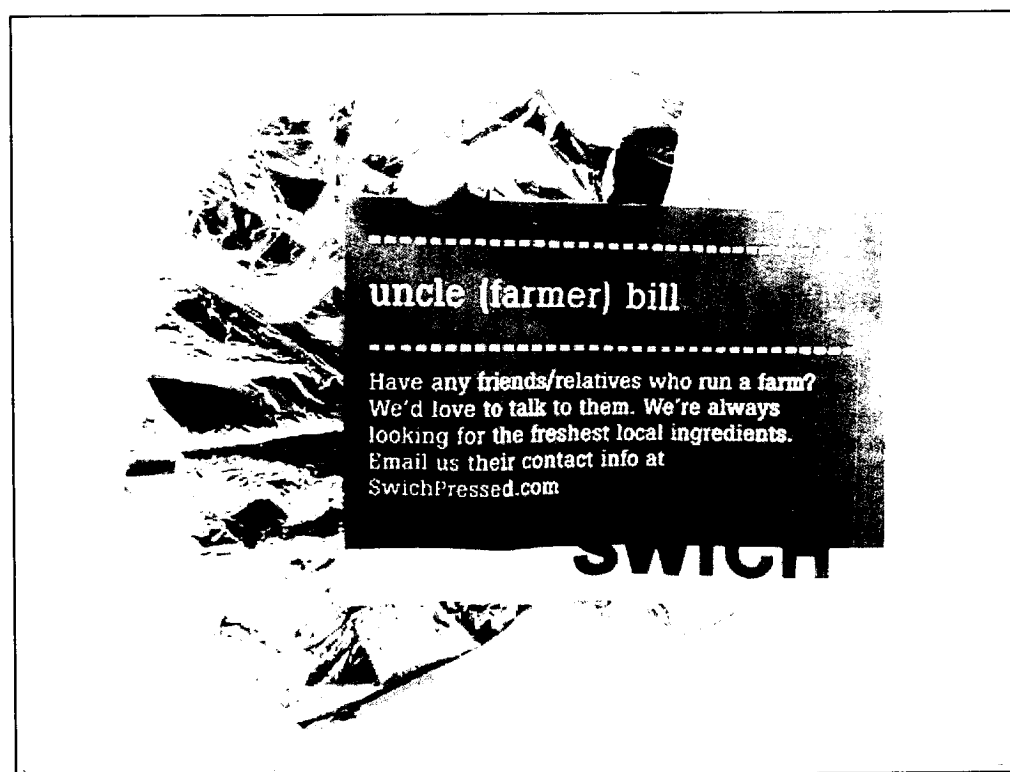 uncle (farmer) bill
Have any friends/relatives who run a farm?
We'd love to talk to them. We're always
looking for the freshest local ingredients.
Email us their contact info at
SwichPressed.com
SWICH